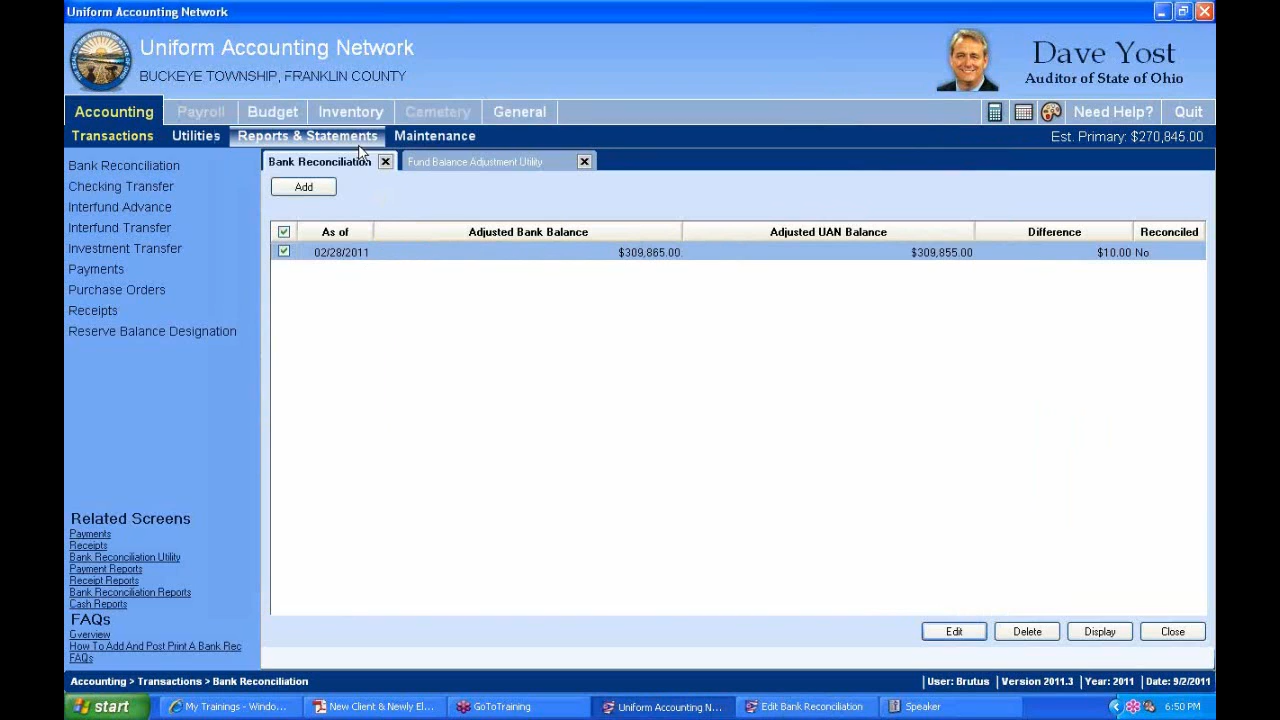 Uniform Accounting Network
Uniform Accounting Network
BUCKEYE TOWNSHIP, FRANKLIN COUNTY
Dave Yost
Auditor of State of Ohio
Accounting Payroll Budget Inventory Cemetery General Need Help? Quit
Transactions Utilities Reports & Statements Maintenance Est. Primary: $270,845.00
Bank Reconciliation Fund Balance Adjustment Utility
Add
Bank Reconciliation
Checking Transfer
Interfund Advance
Interfund Transfer
Investment Transfer
Payments
Purchase Orders
Receipts
Reserve Balance Designation
As of Adjusted Bank Balance Adjusted UAN Balance Difference Reconciled
02/28/2011 $309,865.00 $309,855.00 $10.00 No
Related Screens
Payments
Receipts
Bank Reconciliation Utility
Payment Reports
Receipt Reports
Bank Reconciliation Reports
Cash Reports
FAQs
Overview
How To Add And Post Print A Bank Rec
FAQs
Edit Delete Display Close
Accounting > Transactions > Bank Reconciliation User: Brutus Version 2011.3 Year: 2011 Date: 9/2/2011
start My Trainings - Windo... New Client & Newly El... GoToTraining Uniform Accounting N... Edit Bank Reconciliation Speaker 6:50 PM